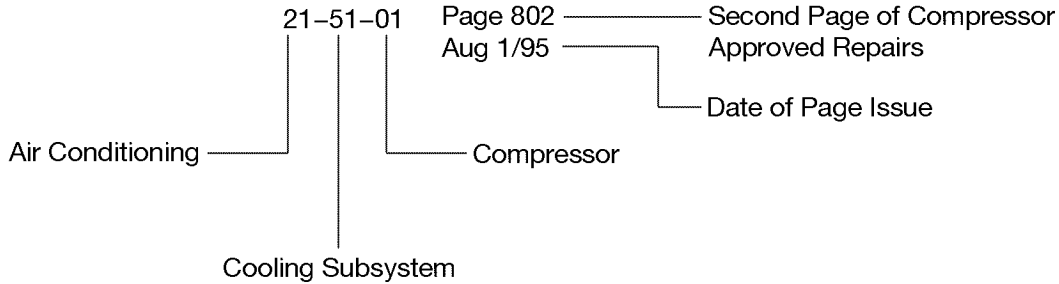 21–51–01 Page 802 Second Page of Compressor
Aug 1/95 Approved Repairs
Date of Page Issue
Air Conditioning Compressor
Cooling Subsystem